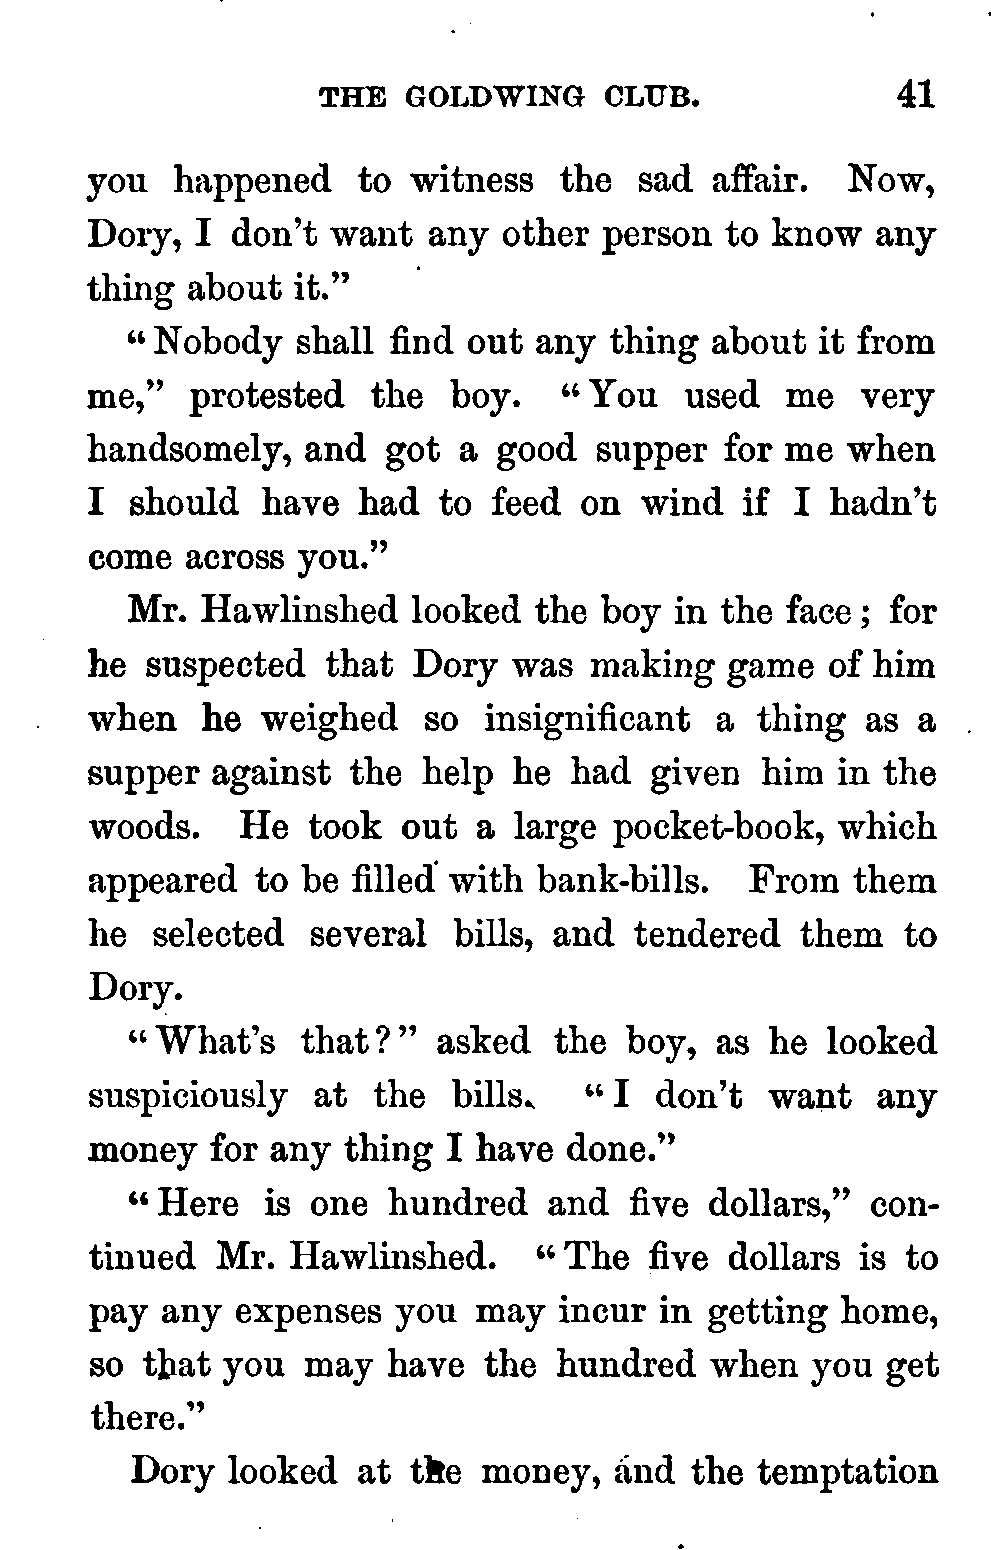 THE GOLDWING CLUB. 41
you happened to witness the sad affair. Now,
Dory, I don't want any other person to know any
thing about it."
"Nobody shall find out any thing about it from
me," protested the boy. "You used me very
handsomely, and got a good supper for me when
I should have had to feed on wind if I hadn't
come across you."
Mr. Hawlinshed looked the boy in the face; for
he suspected that Dory was making game of him
when he weighed so insignificant a thing as a
supper against the help he had given him in the
woods. He took out a large pocket-book, which
appeared to be filled with bank-bills. From them
he selected several bills, and tendered them to
Dory.
"What's that?" asked the boy, as he looked
suspiciously at the bills. "I don't want any
money for any thing I have done."
"Here is one hundred and five dollars," con-
tinued Mr. Hawlinshed. "The five dollars is to
pay any expenses you may incur in getting home,
so that you may have the hundred when you get
there."
Dory looked at the money, and the temptation